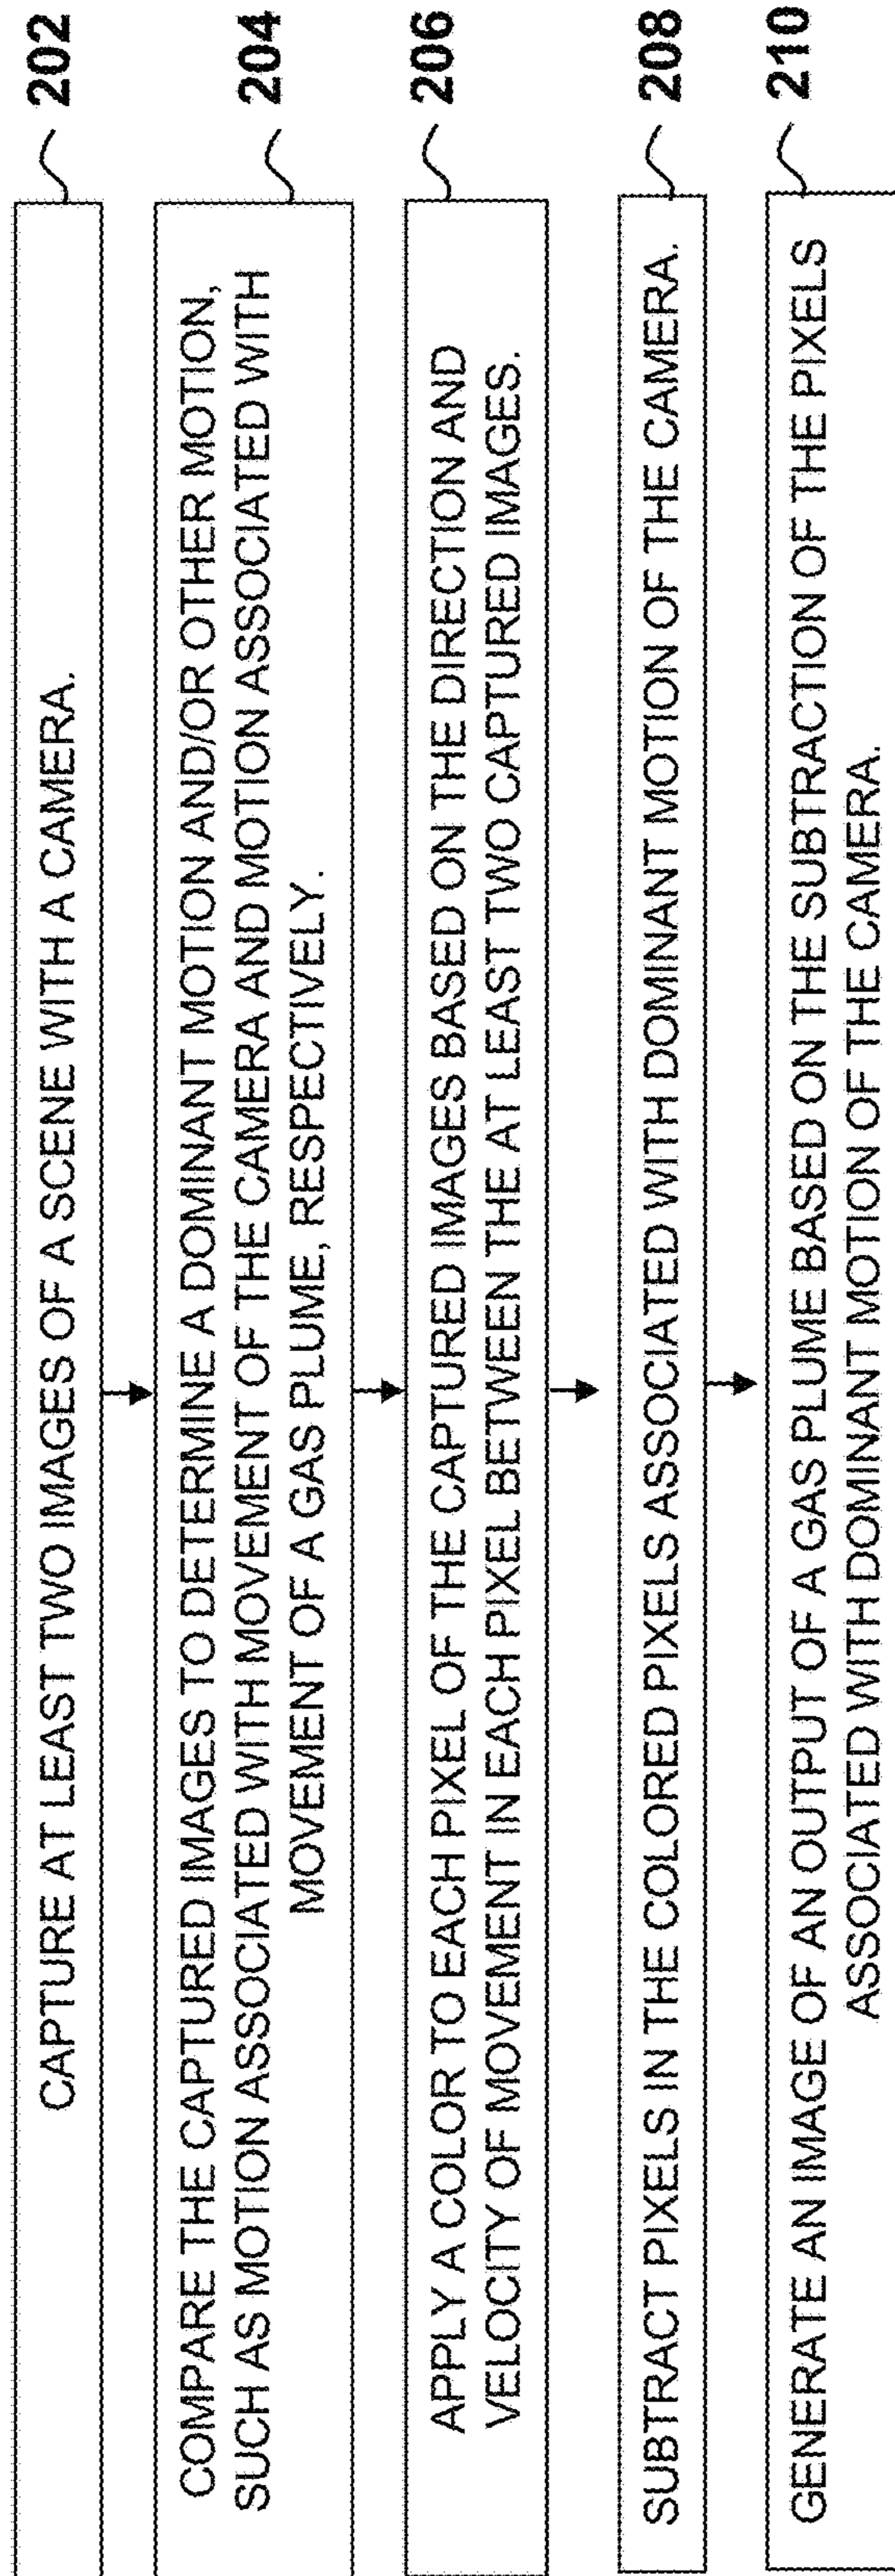 CAPTURE AT LEAST TWO IMAGES OF A SCENE WITH A CAMERA.
202
COMPARE THE CAPTURED IMAGES TO DETERMINE A DOMINANT MOTION AND/OR OTHER MOTION,
SUCH AS MOTION ASSOCIATED WITH MOVEMENT OF THE CAMERA AND MOTION ASSOCIATED WITH
MOVEMENT OF A GAS PLUME, RESPECTIVELY.
204
APPLY A COLOR TO EACH PIXEL OF THE CAPTURED IMAGES BASED ON THE DIRECTION AND
VELOCITY OF MOVEMENT IN EACH PIXEL BETWEEN THE AT LEAST TWO CAPTURED IMAGES.
206
SUBTRACT PIXELS IN THE COLORED PIXELS ASSOCIATED WITH DOMINANT MOTION OF THE CAMERA.
208
GENERATE AN IMAGE OF AN OUTPUT OF A GAS PLUME BASED ON THE SUBTRACTION OF THE PIXELS
ASSOCIATED WITH DOMINANT MOTION OF THE CAMERA.
210